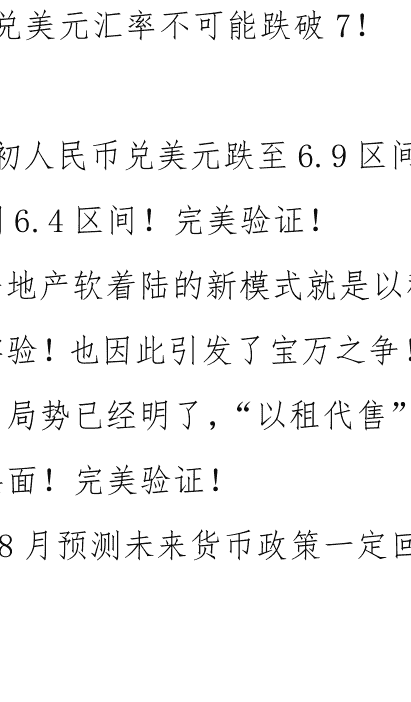 兑美元汇率不可能跌破 7！
初人民币兑美元跌至 6.9 区间
6.4 区间！完美验证！
地产软着陆的新模式就是以
验！也因此引发了宝万之争！
局势已经明了，“以租代售”
面！完美验证！
8 月预测未来货币政策一定回